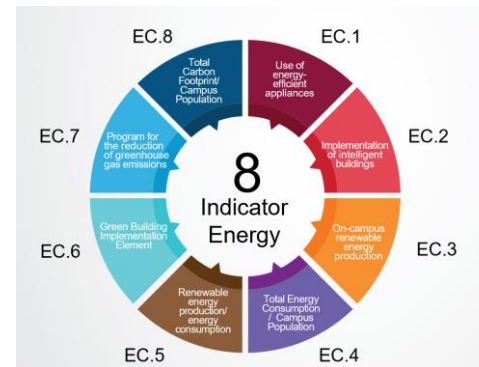 EC.8
EC.1
Total
Carbon
Footprint/
Campus
Population
Use of
energy-
efficient
appliances
EC.7
EC.2
Program for
the reduction of
greenhouse
gas emissions
Implementation
of intelligent
buildings
8
Indicator
Energy
EC.6
EC.3
Green Building
Implementation
Element
On-campus
renewable
energy
production
Renewable
energy
production/
energy
consumption
Total Energy
Consumption
/ Campus
Population
EC.5
EC.4